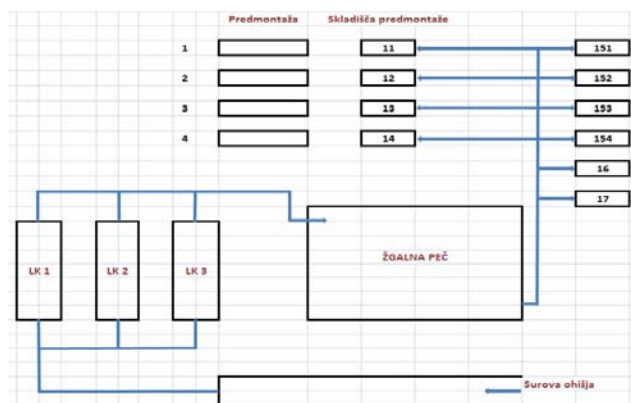 Predmontaža Skladišča predmontaže
1 11 151
2 12 152
3 13 153
4 14 154
16
17
LK 1 LK 2 LK 3 ŽGALNA PEČ
Surova ohišja